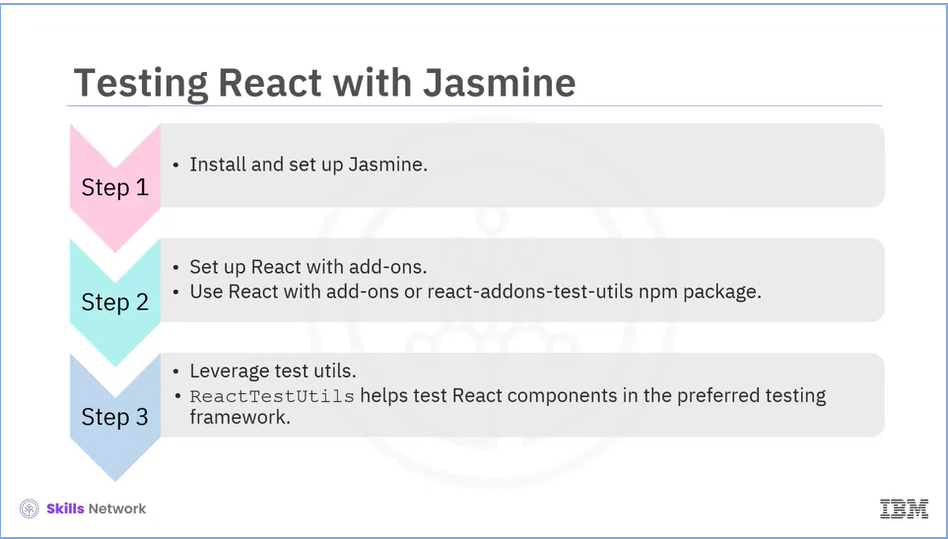 Testing React with Jasmine
Step 1
• Install and set up Jasmine.
Step 2
• Set up React with add-ons.
• Use React with add-ons or react-addons-test-utils npm package.
Step 3
• Leverage test utils.
• ReactTestUtils helps test React components in the preferred testing
framework.
Skills Network
IBM